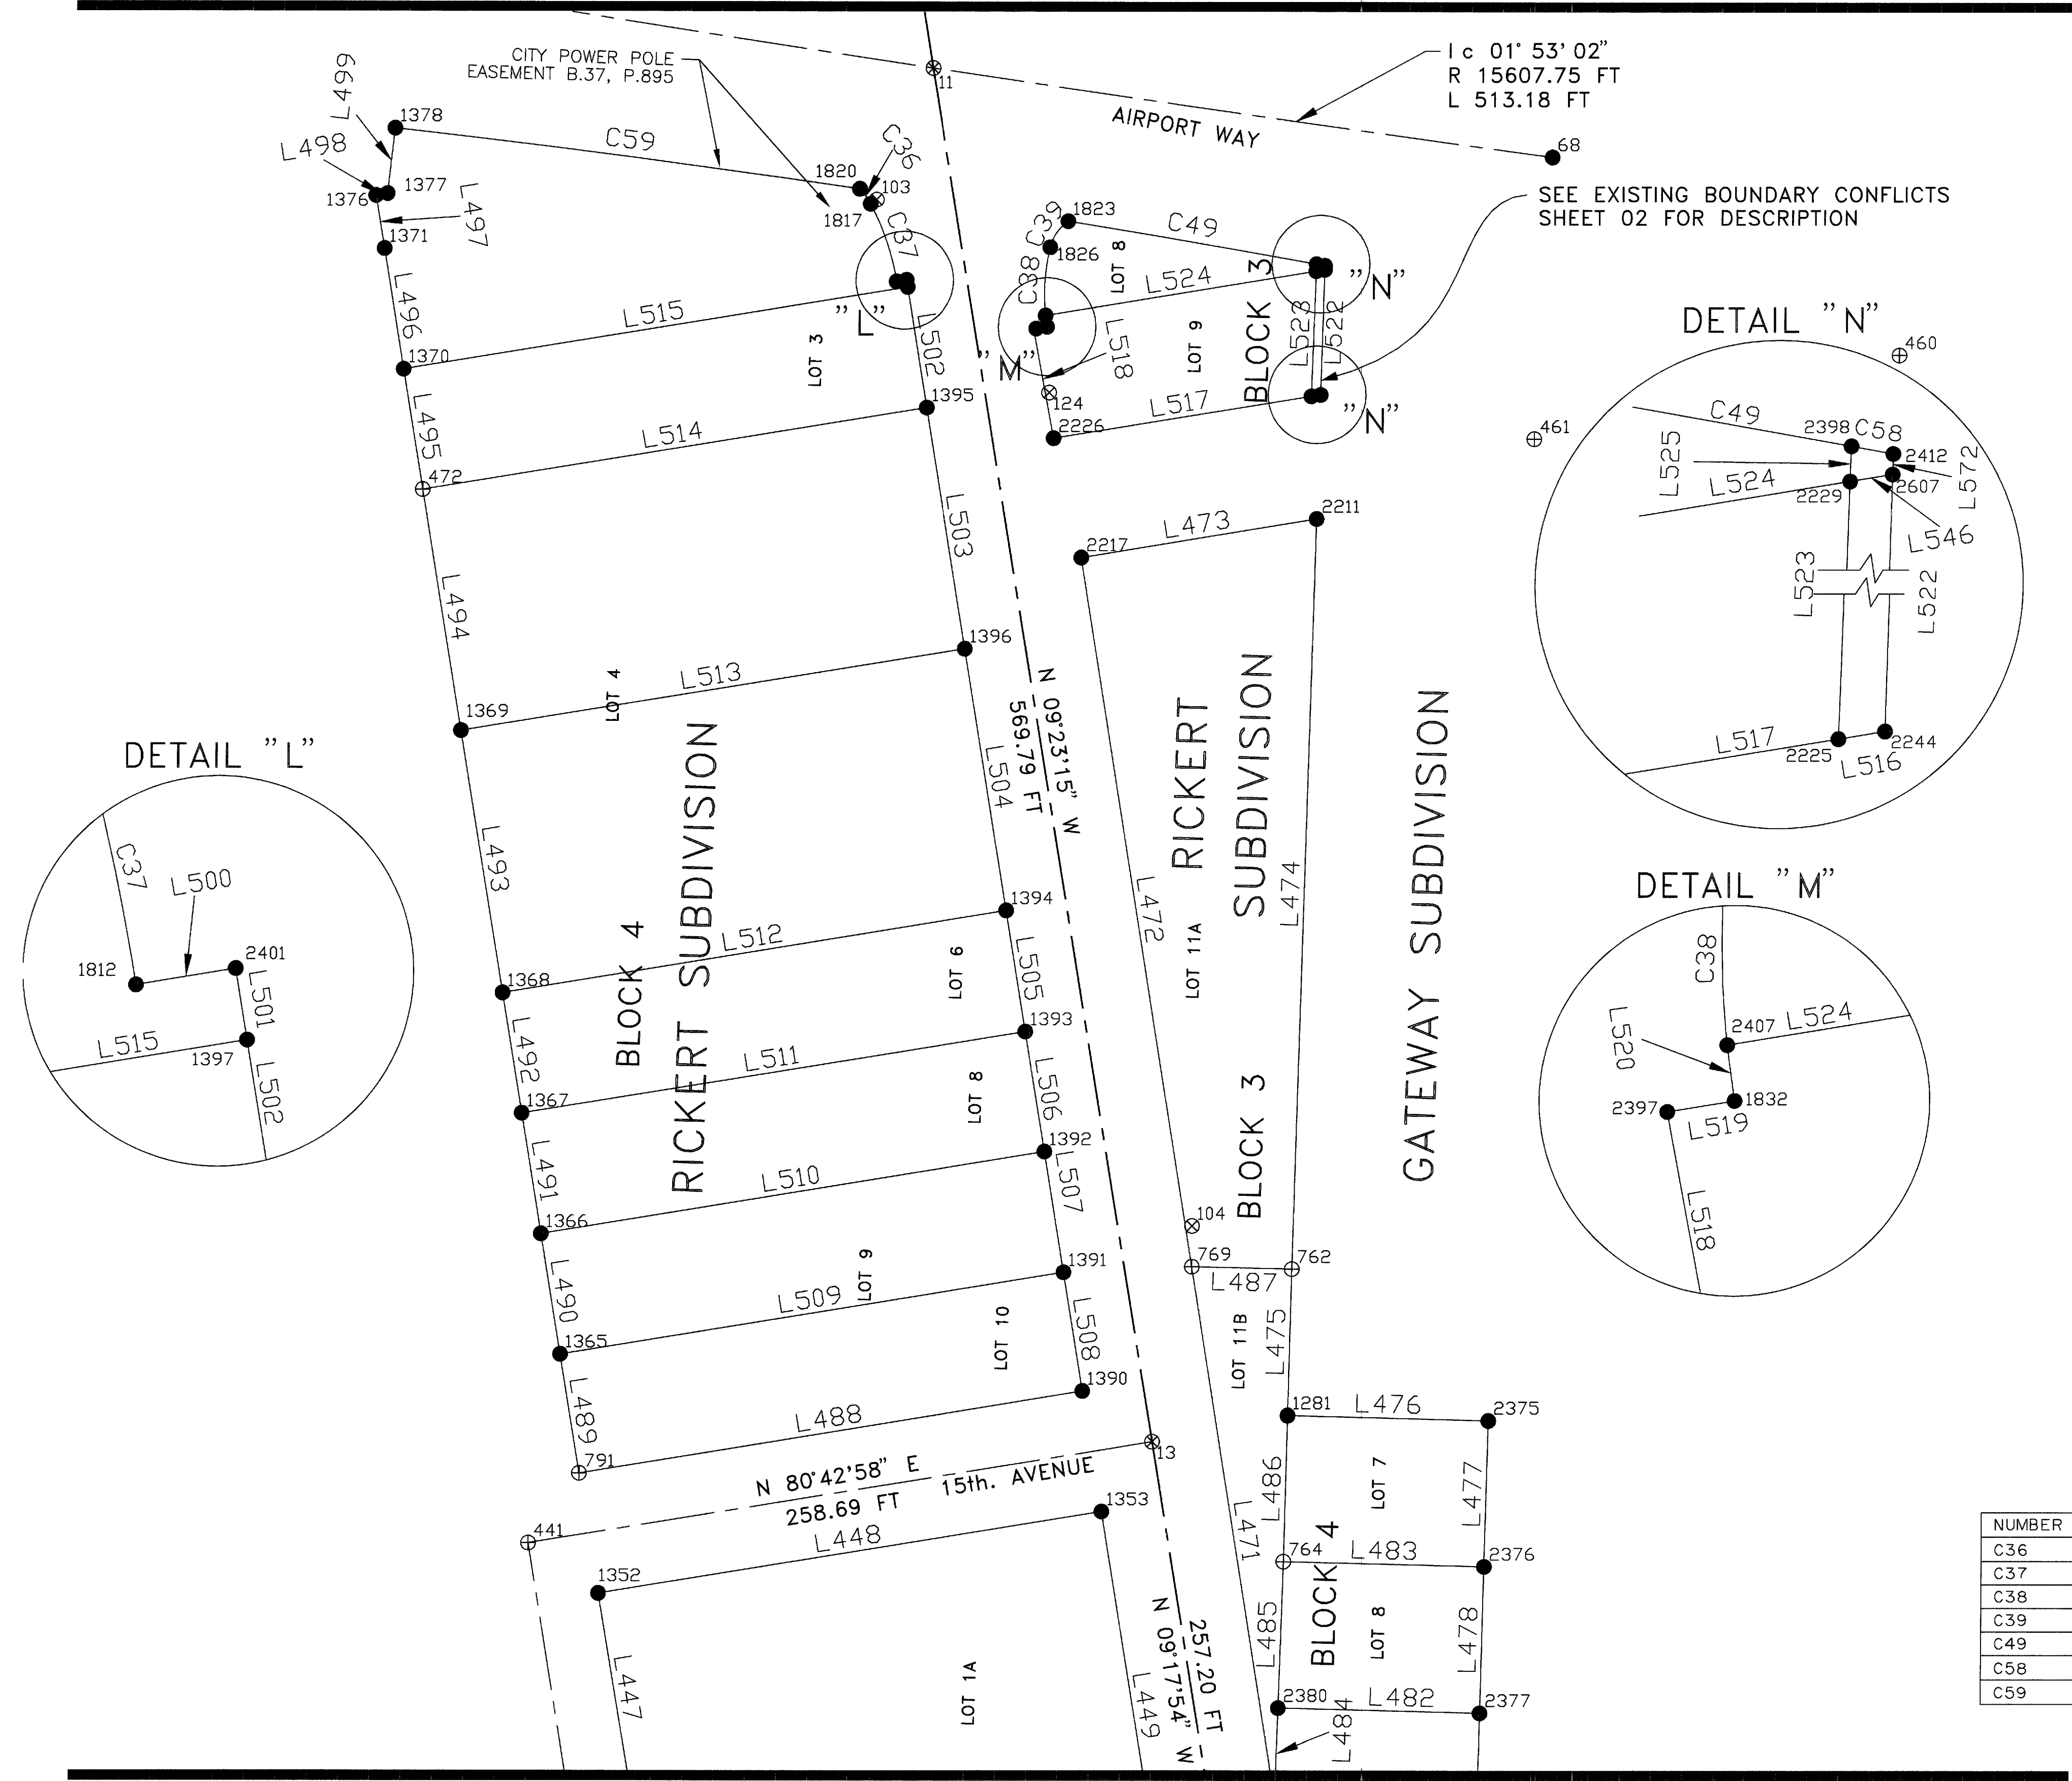 CITY POWER POLE
EASEMENT B.37, P.895
11
I c 01° 53' 02"
R 15607.75 FT
L 513.18 FT
AIRPORT WAY
68
SEE EXISTING BOUNDARY CONFLICTS
SHEET 02 FOR DESCRIPTION
L499
1378
L498
C59
1820
C36
103
1376
1377
L497
1817
C37
1371
L496
L515
"L"
LOT 3
L502
1370
1395
L495
L514
472
L503
1823
C39
1826
C49
LOT 8
C38
L524
BLOCK 3
"N"
LOT 9
L523
L522
"M"
L518
124
L517
"N"
2226
DETAIL "N"
460
461
C49
2398
C58
2412
L525
L524
2229
2607
L572
L546
L523
L522
L517
2225
2244
L516
L473
2211
2217
L494
1396
L513
LOT 4
1369
N 09°23'15" W
569.79 FT
RICKERT
SUBDIVISION
GATEWAY SUBDIVISION
L504
L493
L472
LOT 11A
L474
BLOCK 3
DETAIL "L"
C37
L500
1812
2401
L501
L515
1397
L502
BLOCK 4
RICKERT SUBDIVISION
1394
L512
LOT 6
L505
1368
1393
L492
L511
LOT 8
L506
1367
1392
L491
L510
L507
1366
1391
L490
L509
LOT 9
LOT 10
L508
1365
1390
L489
L488
791
DETAIL "M"
C38
2407
L524
L520
2397
1832
L519
L518
104
769
762
L487
LOT 11B
L475
1281
L476
2375
L486
LOT 7
L477
13
N 80°42'58" E
15th. AVENUE
258.69 FT
441
L448
1353
1352
L471
764
L483
2376
BLOCK 4
L485
LOT 8
L478
2380
L482
2377
L484
L447
LOT 1A
L449
257.20 FT
N 09°17'54" W
NUMBER
C36
C37
C38
C39
C49
C58
C59